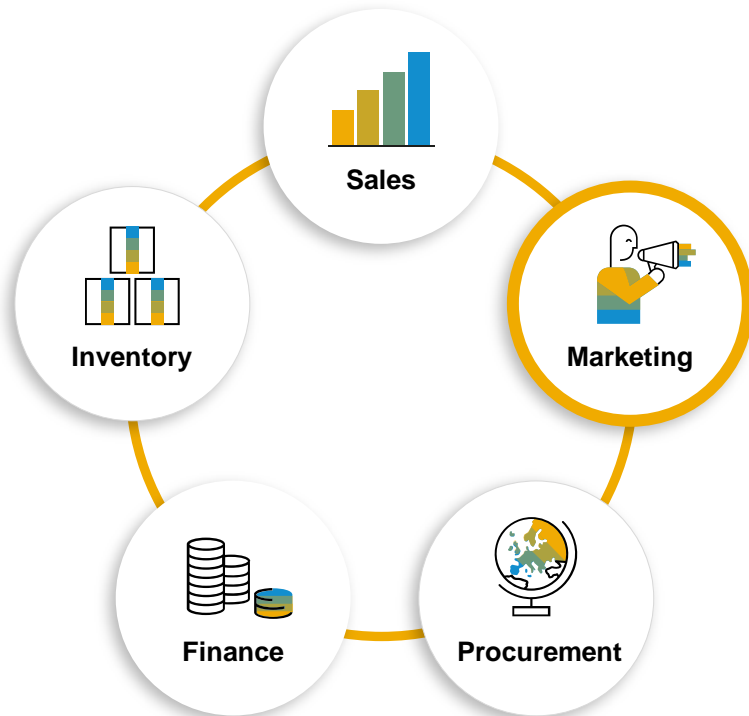 Sales
Inventory
Marketing
Finance
Procurement